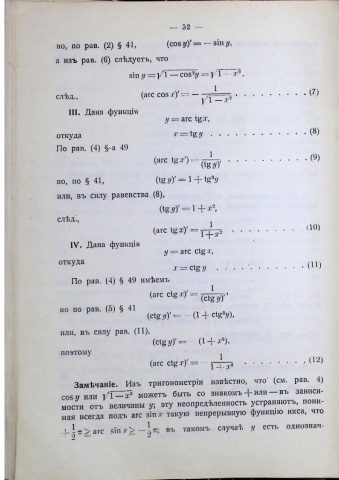 — 52 —
но, по рав. (2) § 41, (cos y)′ = — sin y,
а изъ рав. (6) слѣдуетъ, что
sin y = √1 — cos²y = √1 — x²,
слѣд., (arc cos x)′ = — 1/√1 — x² . . . . . . . . . (7)
III. Дана функція
y = arc tg x,
откуда x = tg y . . . . . . . . . (8)
По рав. (4) §-а 49
(arc tg x′) = 1/(tg y)′ . . . . . . . . . (9)
но, по § 41, (tg y)′ = 1 + tg²y
или, въ силу равенства (8),
(tg y)′ = 1 + x²,
слѣд.,
(arc tg x)′ = 1/1 + x² . . . . . . . . . (10)
IV. Дана функція
y = arc ctg x,
откуда
x = ctg y . . . . . . . . . (11)
По рав. (4) § 49 имѣемъ
(arc ctg x)′ = 1/(ctg y)′,
но по рав. (5) § 41
(ctg y)′ = — (1 + ctg²y),
или, въ силу рав. (11),
(ctg y)′ = — (1 + x²),
поэтому
(arc ctg x)′ = — 1/1 + x² . . . . . . . . . (12)
Замѣчаніе. Изъ тригонометріи извѣстно, что (см. рав. 4)
cos y или √1 — x² можетъ быть со знакомъ + или — въ зависи-
мости отъ величины y; эту неопредѣленность устраняютъ, пони-
мая всегда подъ arc sin x такую непрерывную функцію икса, что
+ 1/2 π ≥ arc sin x ≥ — 1/2 π; въ такомъ случаѣ y есть однознач-